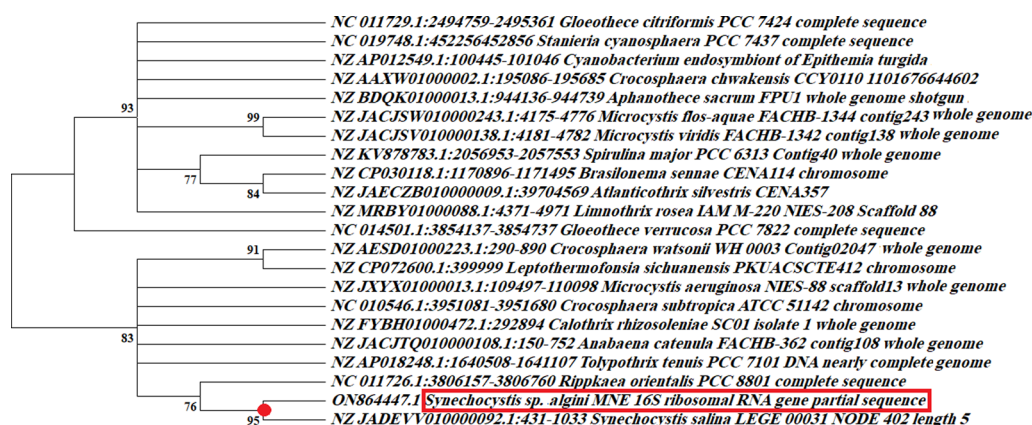 NC 011729.1:2494759-2495361 Gloeothece citriformis PCC 7424 complete sequence
NC 019748.1:452256452856 Stanieria cyanosphaera PCC 7437 complete sequence
NZ AP012549.1:100445-101046 Cyanobacterium endosymbiont of Epithemia turgida
NZ AAXW01000002.1:195086-195685 Crocosphaera chwakensis CCY0110 1101676644602
NZ BDQK01000013.1:944136-944739 Aphanothece sacrum FPU1 whole genome shotgun
93
NZ JACJSW010000243.1:4175-4776 Microcystis flos-aquae FACHB-1344 contig243 whole genome
99
NZ JACJSV010000138.1:4181-4782 Microcystis viridis FACHB-1342 contig138 whole genome
NZ KV878783.1:2056953-2057553 Spirulina major PCC 6313 Contig40 whole genome
77
NZ CP030118.1:1170896-1171495 Brasilonema sennae CENA114 chromosome
84
NZ JAECZB010000009.1:39704569 Atlanticothrix silvestris CENA357
NZ MRBY01000088.1:4371-4971 Limnothrix rosea IAM M-220 NIES-208 Scaffold 88
NC 014501.1:3854137-3854737 Gloeothece verrucosa PCC 7822 complete sequence
91
NZ AESD01000223.1:290-890 Crocosphaera watsonii WH 0003 Contig02047 whole genome
NZ CP072600.1:399999 Leptothermofonsia sichuanensis PKUACSCTE412 chromosome
NZ JXYX01000013.1:109497-110098 Microcystis aeruginosa NIES-88 scaffold13 whole genome
NC 010546.1:3951081-3951680 Crocosphaera subtropica ATCC 51142 chromosome
NZ FYBH01000472.1:292894 Calothrix rhizosoleniae SC01 isolate 1 whole genome
83
NZ JACJTQ010000108.1:150-752 Anabaena catenula FACHB-362 contig108 whole genome
NZ AP018248.1:1640508-1641107 Tolypothrix tennis PCC 7101 DNA nearly complete genome
NC 011726.1:3806157-3806760 Rippkaea orientalis PCC 8801 complete sequence
76
ON864447.1 Synechocystis sp. algini MNE 16S ribosomal RNA gene partial sequence
95
NZ JADEVV010000092.1:431-1033 Synechocystis salina LEGE 00031 NODE 402 length 5